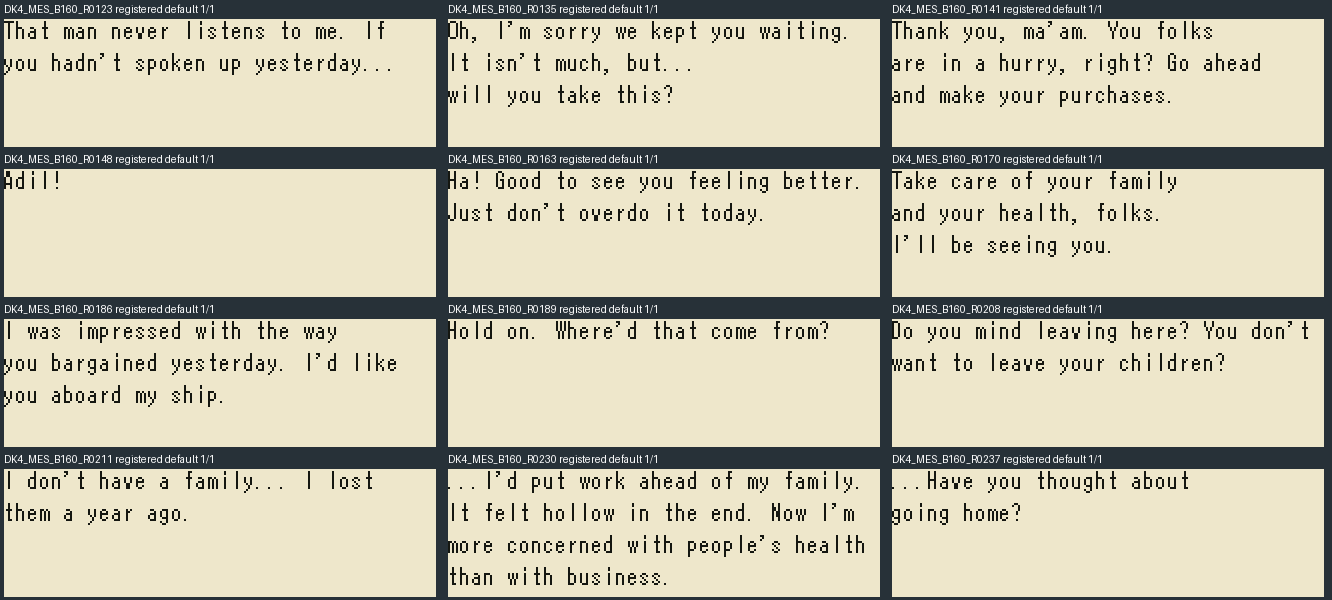 DK4_MES_B160_R0123 registered default 1/1
That man never listens to me. If
you hadn't spoken up yesterday...
DK4_MES_B160_R0135 registered default 1/1
Oh, I'm sorry we kept you waiting.
It isn't much, but...
will you take this?
DK4_MES_B160_R0141 registered default 1/1
Thank you, ma'am. You folks
are in a hurry, right? Go ahead
and make your purchases.
DK4_MES_B160_R0148 registered default 1/1
Adil!
DK4_MES_B160_R0163 registered default 1/1
Ha! Good to see you feeling better.
Just don't overdo it today.
DK4_MES_B160_R0170 registered default 1/1
Take care of your family
and your health, folks.
I'll be seeing you.
DK4_MES_B160_R0186 registered default 1/1
I was impressed with the way
you bargained yesterday. I'd like
you aboard my ship.
DK4_MES_B160_R0189 registered default 1/1
Hold on. Where'd that come from?
DK4_MES_B160_R0208 registered default 1/1
Do you mind leaving here? You don't
want to leave your children?
DK4_MES_B160_R0211 registered default 1/1
I don't have a family... I lost
them a year ago.
DK4_MES_B160_R0230 registered default 1/1
...I'd put work ahead of my family.
It felt hollow in the end. Now I'm
more concerned with people's health
than with business.
DK4_MES_B160_R0237 registered default 1/1
...Have you thought about
going home?